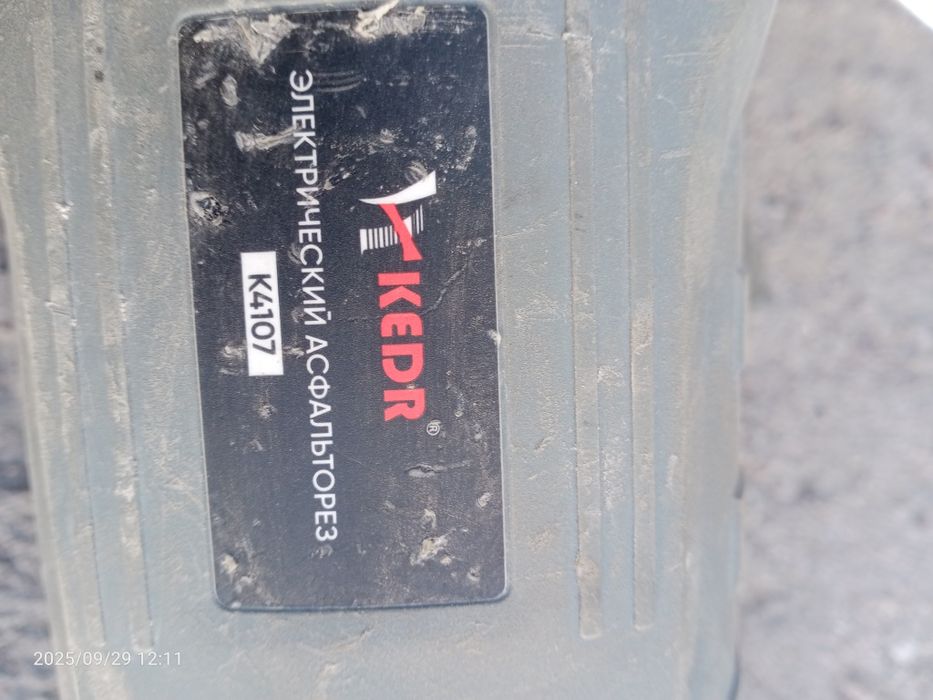 KEDR ®
ЭЛЕКТРИЧЕСКИЙ АСФАЛЬТОРЕЗ
K4107
2025/09/29 12:11